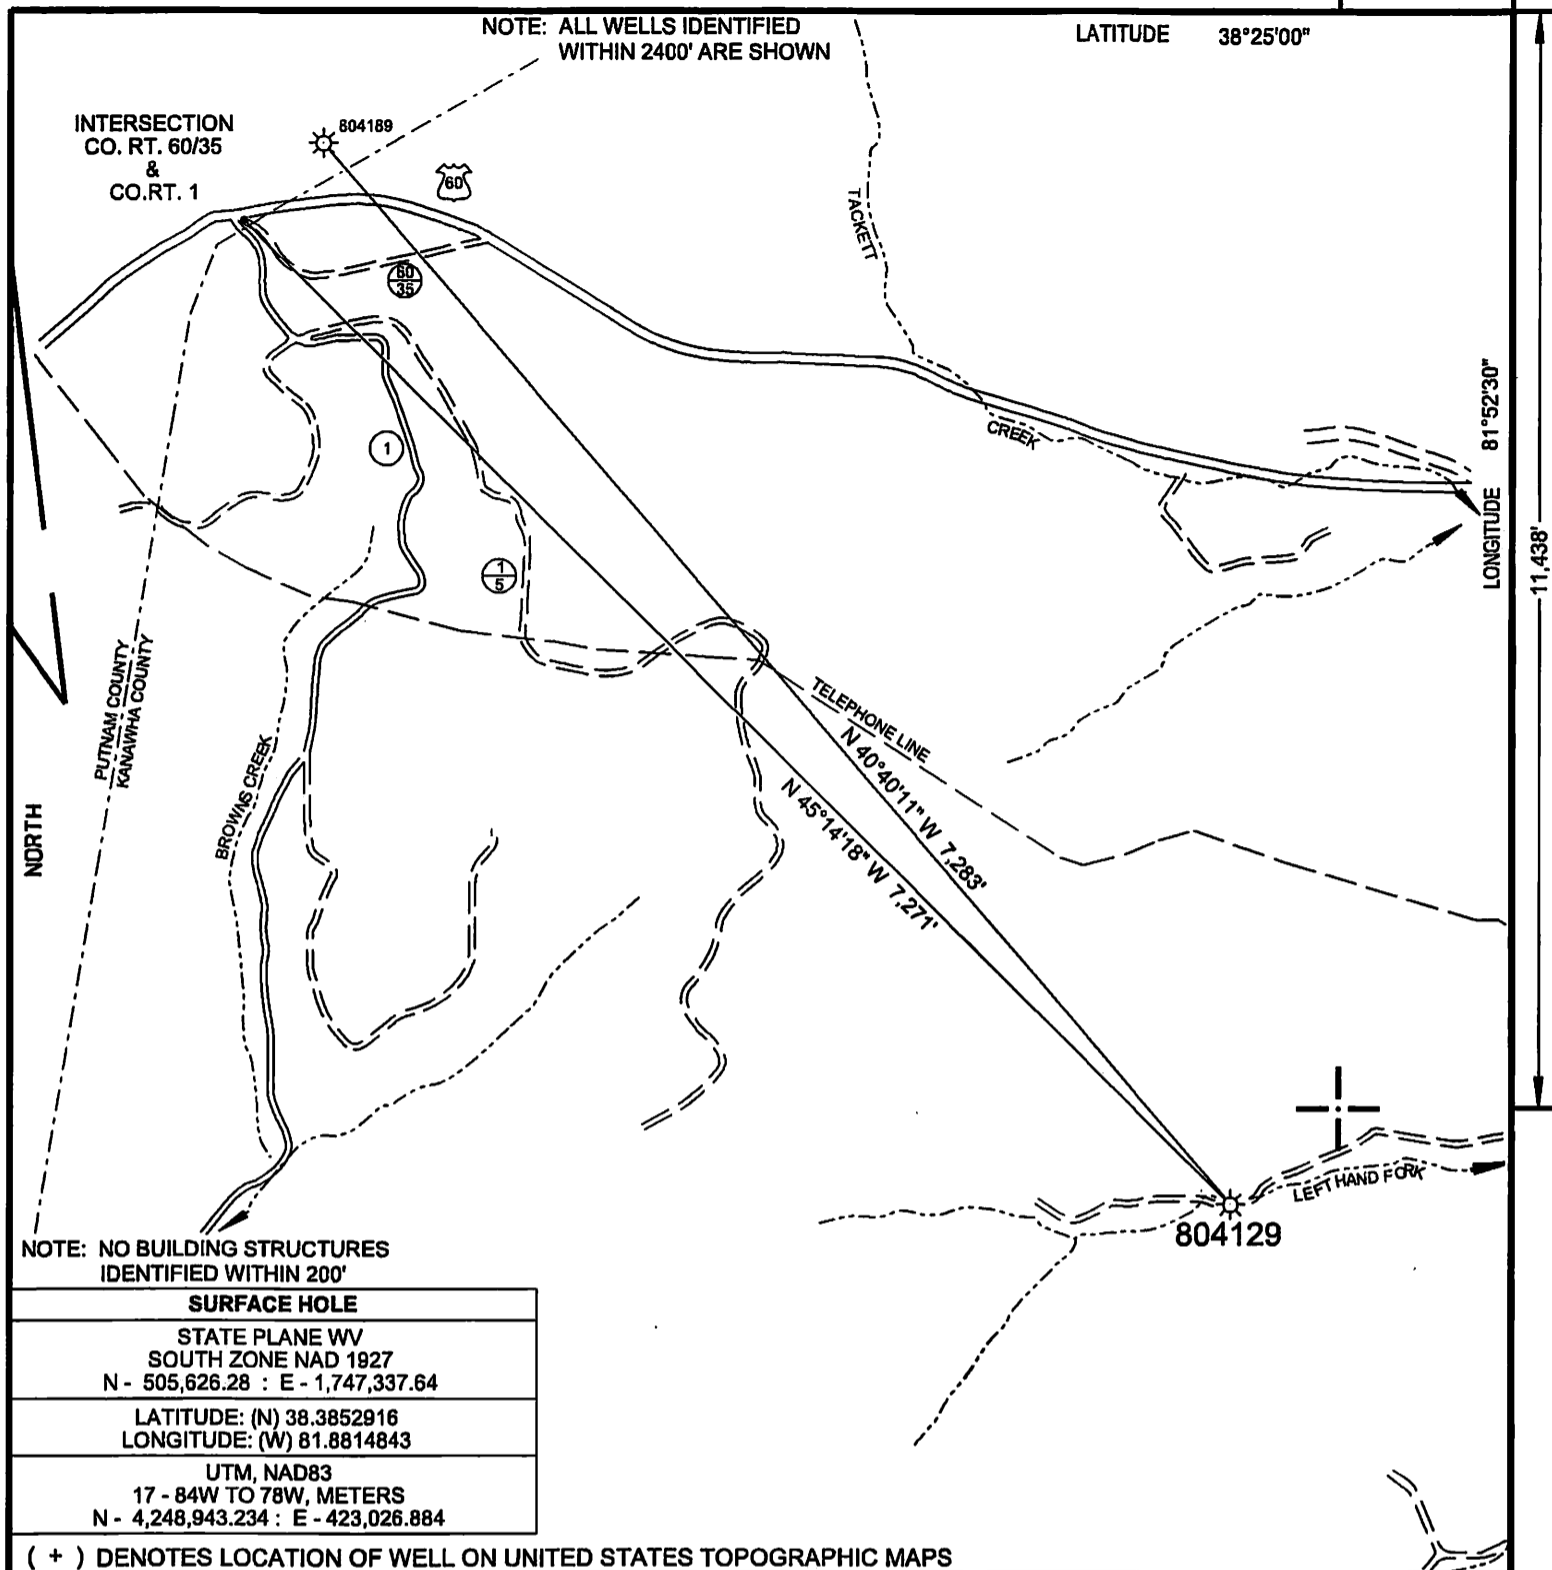 NOTE: ALL WELLS IDENTIFIED
WITHIN 2400' ARE SHOWN
LATITUDE 38°25'00"
INTERSECTION
CO. RT. 60/35
&
CO.RT. 1
804189
60
TACKETT
CREEK
60
35
1
1
5
LONGITUDE 81°52'30"
11,438'
PUTNAM COUNTY
KANAWHA COUNTY
BROWNS CREEK
NORTH
TELEPHONE LINE
N 40°40'11" W 7,283'
N 45°14'18" W 7,271'
LEFT HAND FORK
804129
NOTE: NO BUILDING STRUCTURES
IDENTIFIED WITHIN 200'
SURFACE HOLE
STATE PLANE WV
SOUTH ZONE NAD 1927
N - 505,626.28 : E - 1,747,337.64
LATITUDE: (N) 38.3852916
LONGITUDE: (W) 81.8814843
UTM, NAD83
17 - 84W TO 78W, METERS
N - 4,248,943.234 : E - 423,026.884
( + ) DENOTES LOCATION OF WELL ON UNITED STATES TOPOGRAPHIC MAPS